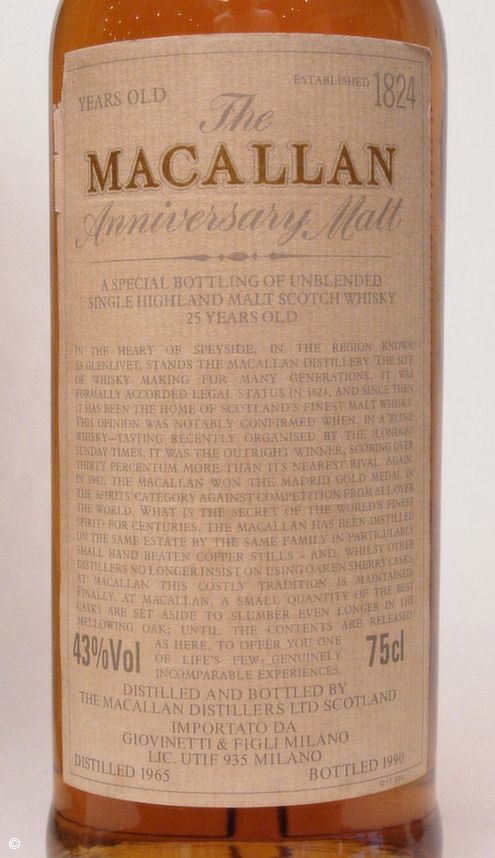 YEARS OLD
ESTABLISHED 1824
The
MACALLAN
Anniversary Malt
A SPECIAL BOTTLING OF UNBLENDED
SINGLE HIGHLAND MALT SCOTCH WHISKY
25 YEARS OLD
IN THE HEART OF SPEYSIDE, IN THE REGION KNOWN
AS GLENLIVET, STANDS THE MACALLAN DISTILLERY. THE SITE
OF WHISKY MAKING FOR MANY GENERATIONS, IT WAS
FORMALLY ACCORDED LEGAL STATUS IN 1824, AND SINCE THEN
IT HAS BEEN THE HOME OF SCOTLAND'S FINEST MALT WHISKY.
THIS OPINION WAS NOTABLY CONFIRMED WHEN, IN A BLIND
WHISKY-TASTING RECENTLY ORGANISED BY THE LONDON
SUNDAY TIMES, IT WAS THE OUTRIGHT WINNER, SCORING OVER
THIRTY PERCENTUM MORE THAN ITS NEAREST RIVAL. AGAIN,
IN 1982, THE MACALLAN WON THE MADRID GOLD MEDAL IN
THE SPIRITS' CATEGORY AGAINST COMPETITION FROM ALL OVER
THE WORLD. WHAT IS THE SECRET OF THE WORLD'S FINEST
SPIRIT? FOR CENTURIES, THE MACALLAN HAS BEEN DISTILLED
ON THE SAME ESTATE BY THE SAME FAMILY IN PARTICULARLY
SMALL HAND BEATEN COPPER STILLS - AND, WHILST OTHER
DISTILLERS NO LONGER INSIST ON USING OAKEN SHERRY CASKS,
AT MACALLAN THIS COSTLY TRADITION IS MAINTAINED.
FINALLY, AT MACALLAN, A SMALL QUANTITY OF THE BEST
CASKS ARE SET ASIDE TO SLUMBER EVEN LONGER IN THE
MELLOWING OAK; UNTIL THE CONTENTS ARE RELEASED,
AS HERE, TO OFFER YOU ONE
OF LIFE'S FEW GENUINELY
INCOMPARABLE EXPERIENCES.
43%Vol
75cl
DISTILLED AND BOTTLED BY
THE MACALLAN DISTILLERS LTD SCOTLAND
IMPORTATO DA
GIOVINETTI & FIGLI MILANO
LIC. UTIF 935 MILANO
DISTILLED 1965
BOTTLED 1990
©